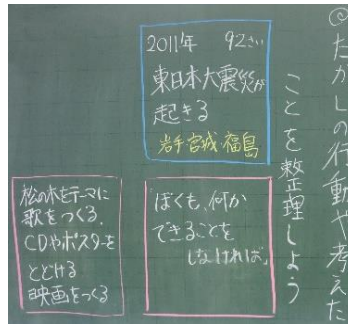 ◎たかしの行動や考えた
ことを整理しよう
2011年 92さい
東日本大震災が
起きる
岩手・宮城・福島
ぼくも、何か
できることを
しなければ。
松の木をテーマに
歌をつくる。
CDやポスターを
とどける
映画をつくる